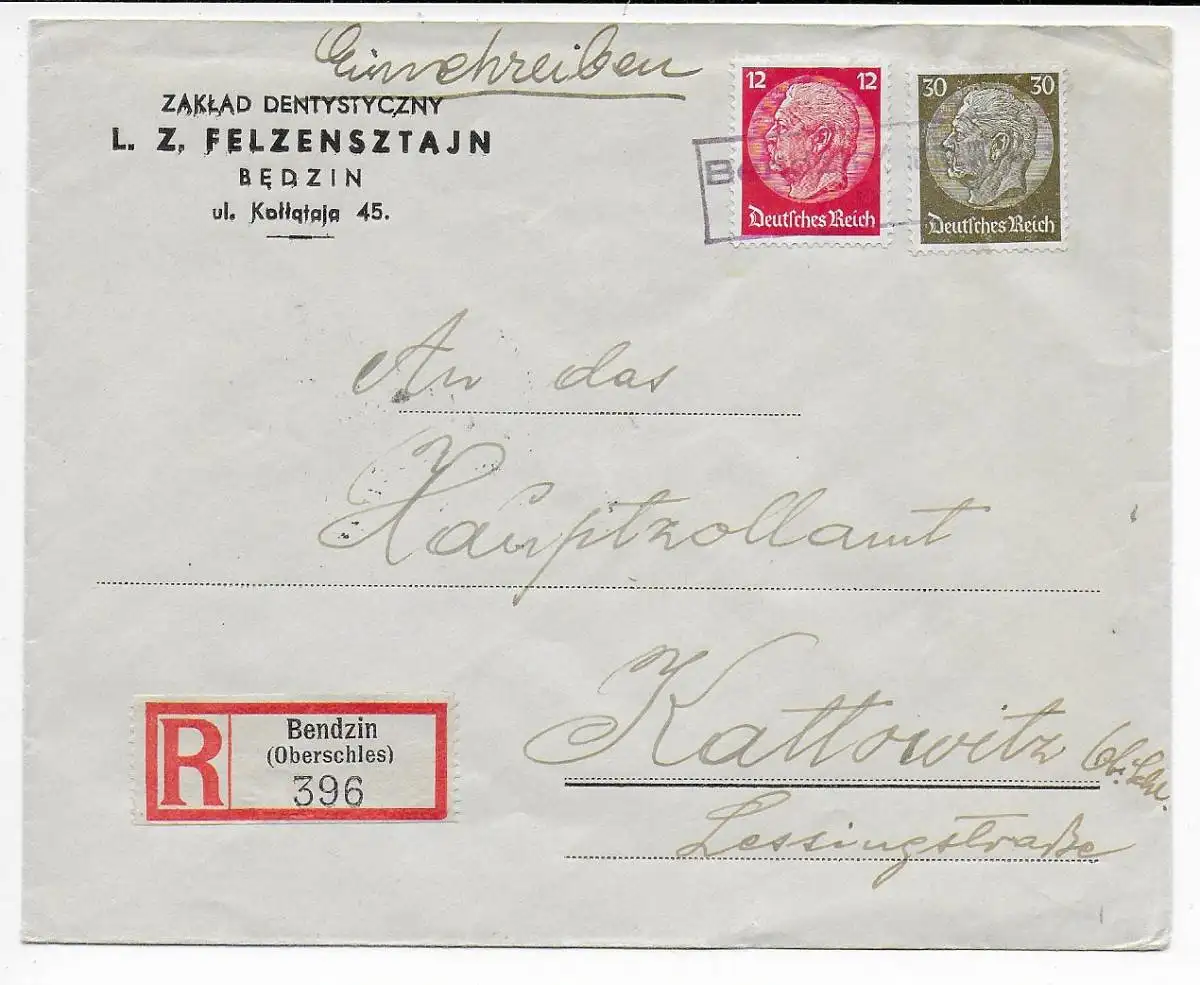 Einschreiben
ZAKŁAD DENTYSTYCZNY
L. Z. FELZENSZTAJN
BĘDZIN
ul. Kołłątaja 45.
12 12
Deutsches Reich
30 30
Deutsches Reich
An das
Hauptzollamt
Kattowitz Ob. Schl.
Lessingstraße
R
Bendzin
(Oberschles)
396